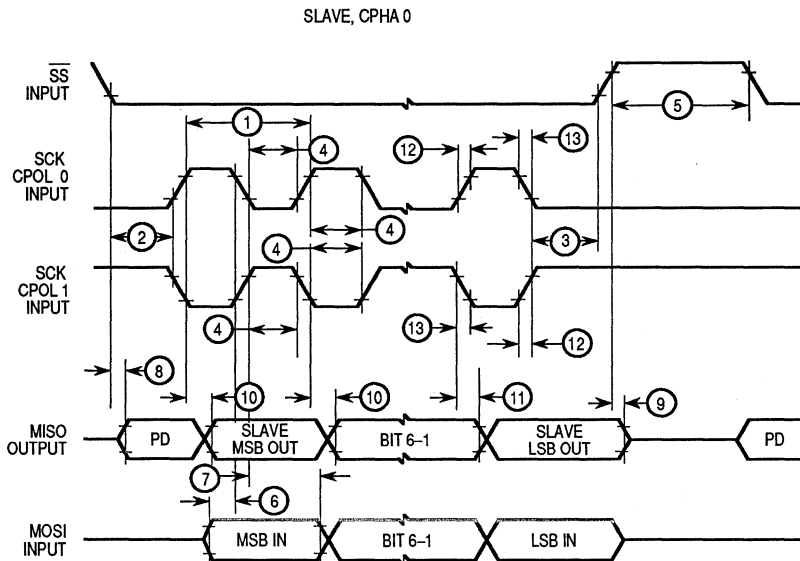 SLAVE, CPHA 0
SS
INPUT
5
1
13
SCK
CPOL 0
INPUT
4
12
2
4
3
4
SCK
CPOL 1
INPUT
4
13
12
8
10
10
11
9
MISO
OUTPUT
PD
SLAVE
MSB OUT
BIT 6–1
SLAVE
LSB OUT
PD
7
6
MOSI
INPUT
MSB IN
BIT 6–1
LSB IN